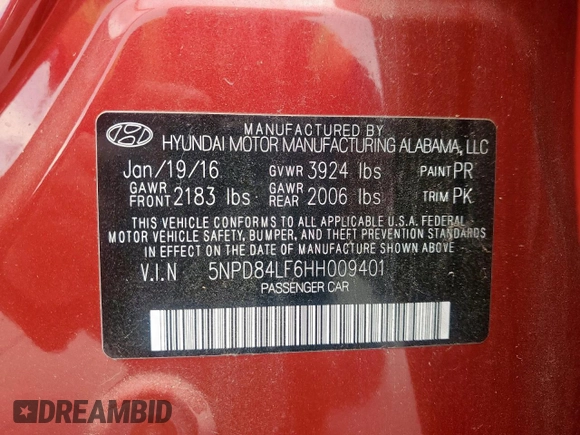 MANUFACTURED BY
HYUNDAI MOTOR MANUFACTURING ALABAMA, LLC
Jan/19/16 GVWR 3924 lbs PAINT PR
GAWR FRONT 2183 lbs GAWR REAR 2006 lbs TRIM PK
THIS VEHICLE CONFORMS TO ALL APPLICABLE U.S.A. FEDERAL
MOTOR VEHICLE SAFETY, BUMPER, AND THEFT PREVENTION STANDARDS
IN EFFECT ON THE DATE OF MANUFACTURE SHOWN ABOVE.
V.I.N 5NPD84LF6HH009401
PASSENGER CAR
DREAMBID